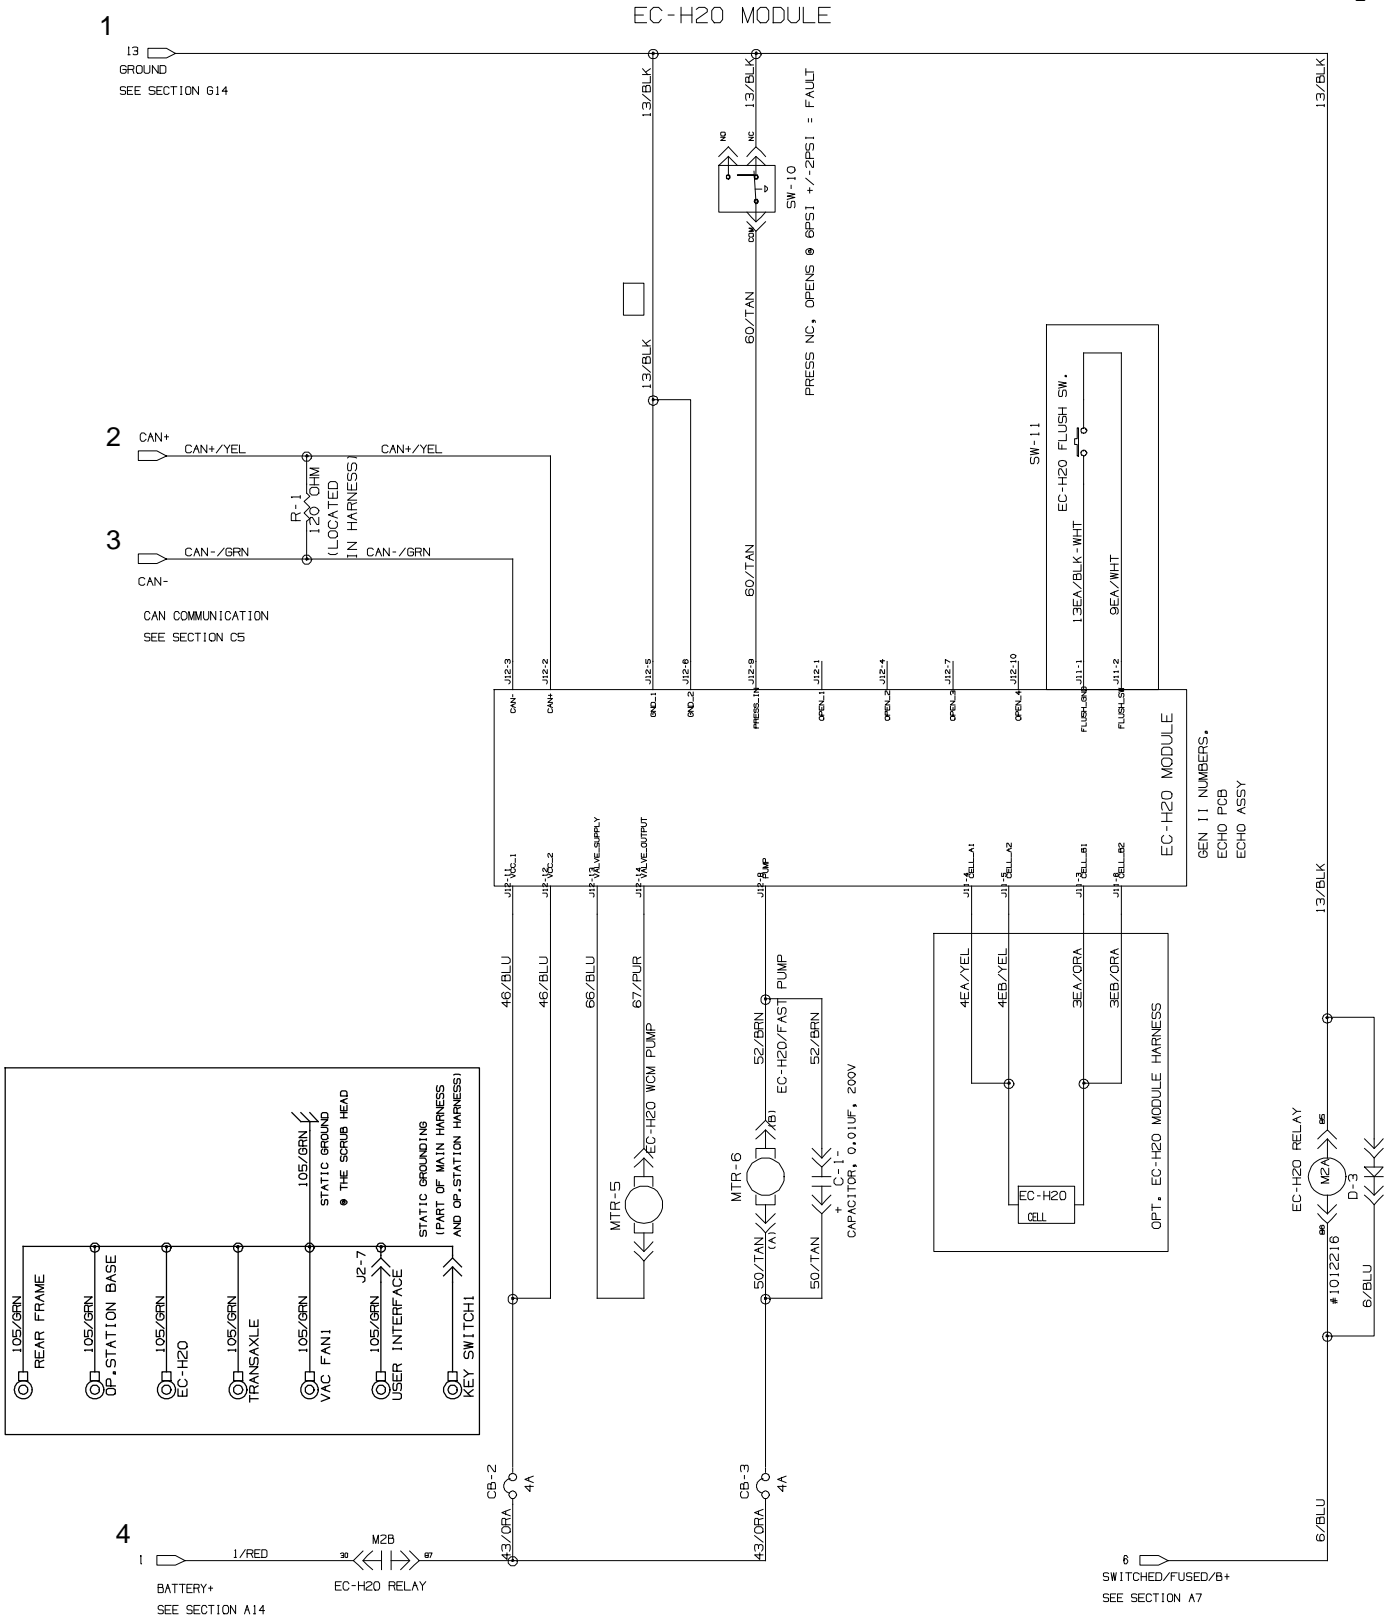 EC-H2O MODULE
1
13
GROUND
SEE SECTION G14
13/BLK
13/BLK
13/BLK
NO
NC
COM
SW-10
PRESS NC, OPENS @ 6PSI +/-2PSI = FAULT
60/TAN
13/BLK
2
CAN+
CAN+/YEL
CAN+/YEL
R-1
120 OHM
(LOCATED
IN HARNESS)
3
CAN-/GRN
CAN-/GRN
CAN-
CAN COMMUNICATION
SEE SECTION C5
60/TAN
SW-11
EC-H2O FLUSH SW.
13EA/BLK-WHT
9EA/WHT
J12-3
J12-2
J12-5
J12-6
J12-9
J12-1
J12-4
J12-7
J12-10
J11-1
J11-2
CAN-
CAN+
GND_1
GND_2
PRESS_IN
OPEN_1
OPEN_2
OPEN_3
OPEN_4
FLUSH_GND
FLUSH_SW
EC-H2O MODULE
GEN II NUMBERS.
ECHO PCB
ECHO ASSY
VCC_1
VCC_2
VALVE_SUPPLY
VALVE_OUTPUT
PUMP
CELL_A1
CELL_A2
CELL_B1
CELL_B2
J12-11
J12-12
J12-13
J12-14
J12-8
J11-4
J11-5
J11-3
J11-6
46/BLU
46/BLU
66/BLU
67/PUR
52/BRN
EC-H2O/FAST PUMP
52/BRN
4EA/YEL
4EB/YEL
3EA/ORA
3EB/ORA
13/BLK
EC-H2O WCM PUMP
MTR-5
MTR-6
(B)
(A)
50/TAN
50/TAN
+ C-1-
CAPACITOR, 0.01UF, 200V
EC-H2O
CELL
OPT. EC-H2O MODULE HARNESS
EC-H2O RELAY
85
M2A
86
#1012216
D-3
6/BLU
105/GRN
STATIC GROUND
@ THE SCRUB HEAD
STATIC GROUNDING
(PART OF MAIN HARNESS
AND OP.STATION HARNESS)
J2-7
105/GRN
REAR FRAME
105/GRN
OP.STATION BASE
105/GRN
EC-H2O
105/GRN
TRANSAXLE
105/GRN
VAC FAN1
105/GRN
USER INTERFACE
KEY SWITCH1
CB-2
4A
43/ORA
CB-3
4A
43/ORA
6/BLU
4
1
1/RED
30
M2B
87
EC-H2O RELAY
BATTERY+
SEE SECTION A14
6
SWITCHED/FUSED/B+
SEE SECTION A7